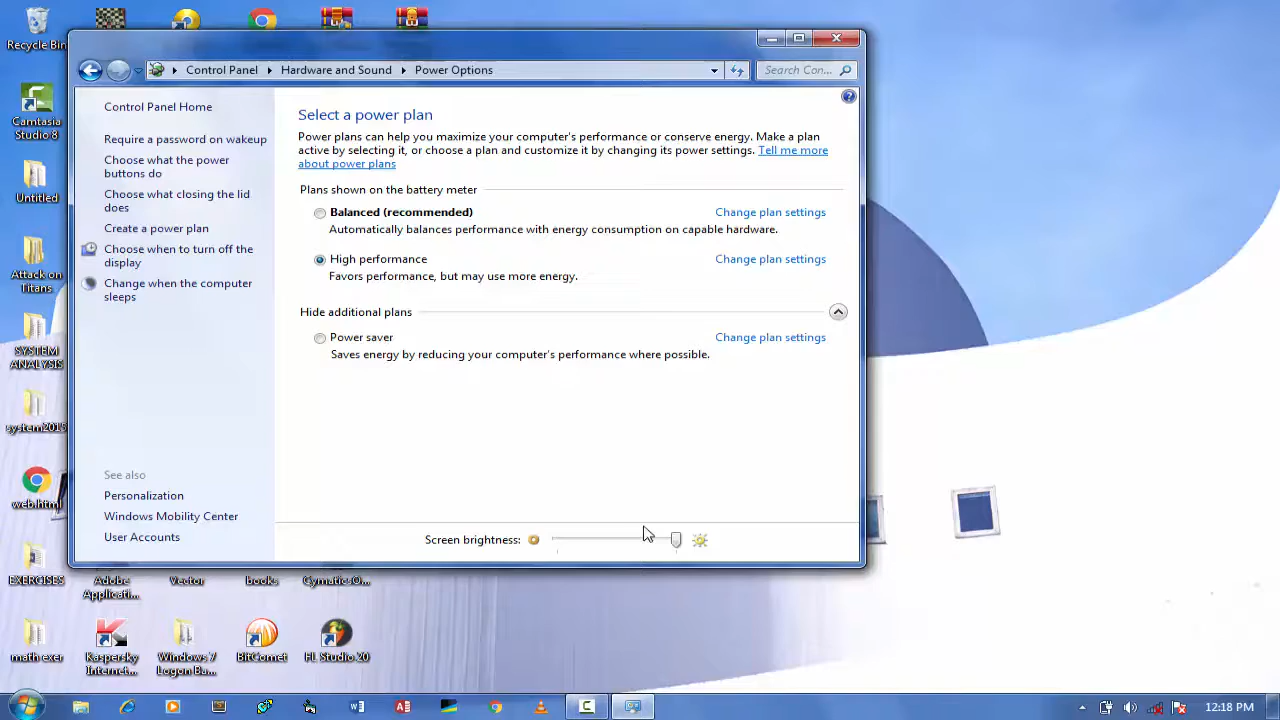 Recycle Bin
Control Panel
Hardware and Sound
Power Options
Search Con...
Control Panel Home
Require a password on wakeup
Choose what the power
buttons do
Choose what closing the lid
does
Create a power plan
Choose when to turn off the
display
Change when the computer
sleeps
See also
Personalization
Windows Mobility Center
User Accounts
Select a power plan
Power plans can help you maximize your computer's performance or conserve energy. Make a plan
active by selecting it, or choose a plan and customize it by changing its power settings. Tell me more
about power plans
Plans shown on the battery meter
Balanced (recommended) Change plan settings
Automatically balances performance with energy consumption on capable hardware.
High performance Change plan settings
Favors performance, but may use more energy.
Hide additional plans
Power saver Change plan settings
Saves energy by reducing your computer's performance where possible.
Screen brightness:
Camtasia
Studio 8
Untitled
Attack on
Titans
SYSTEM
ANALYSIS
system2015
web.html
EXERCISES
Adobe
Applicati...
Vector
books
CymaticsO...
math exer
Kaspersky
Internet...
Windows 7
Logon Ba...
BitComet
FL Studio 20
12:18 PM